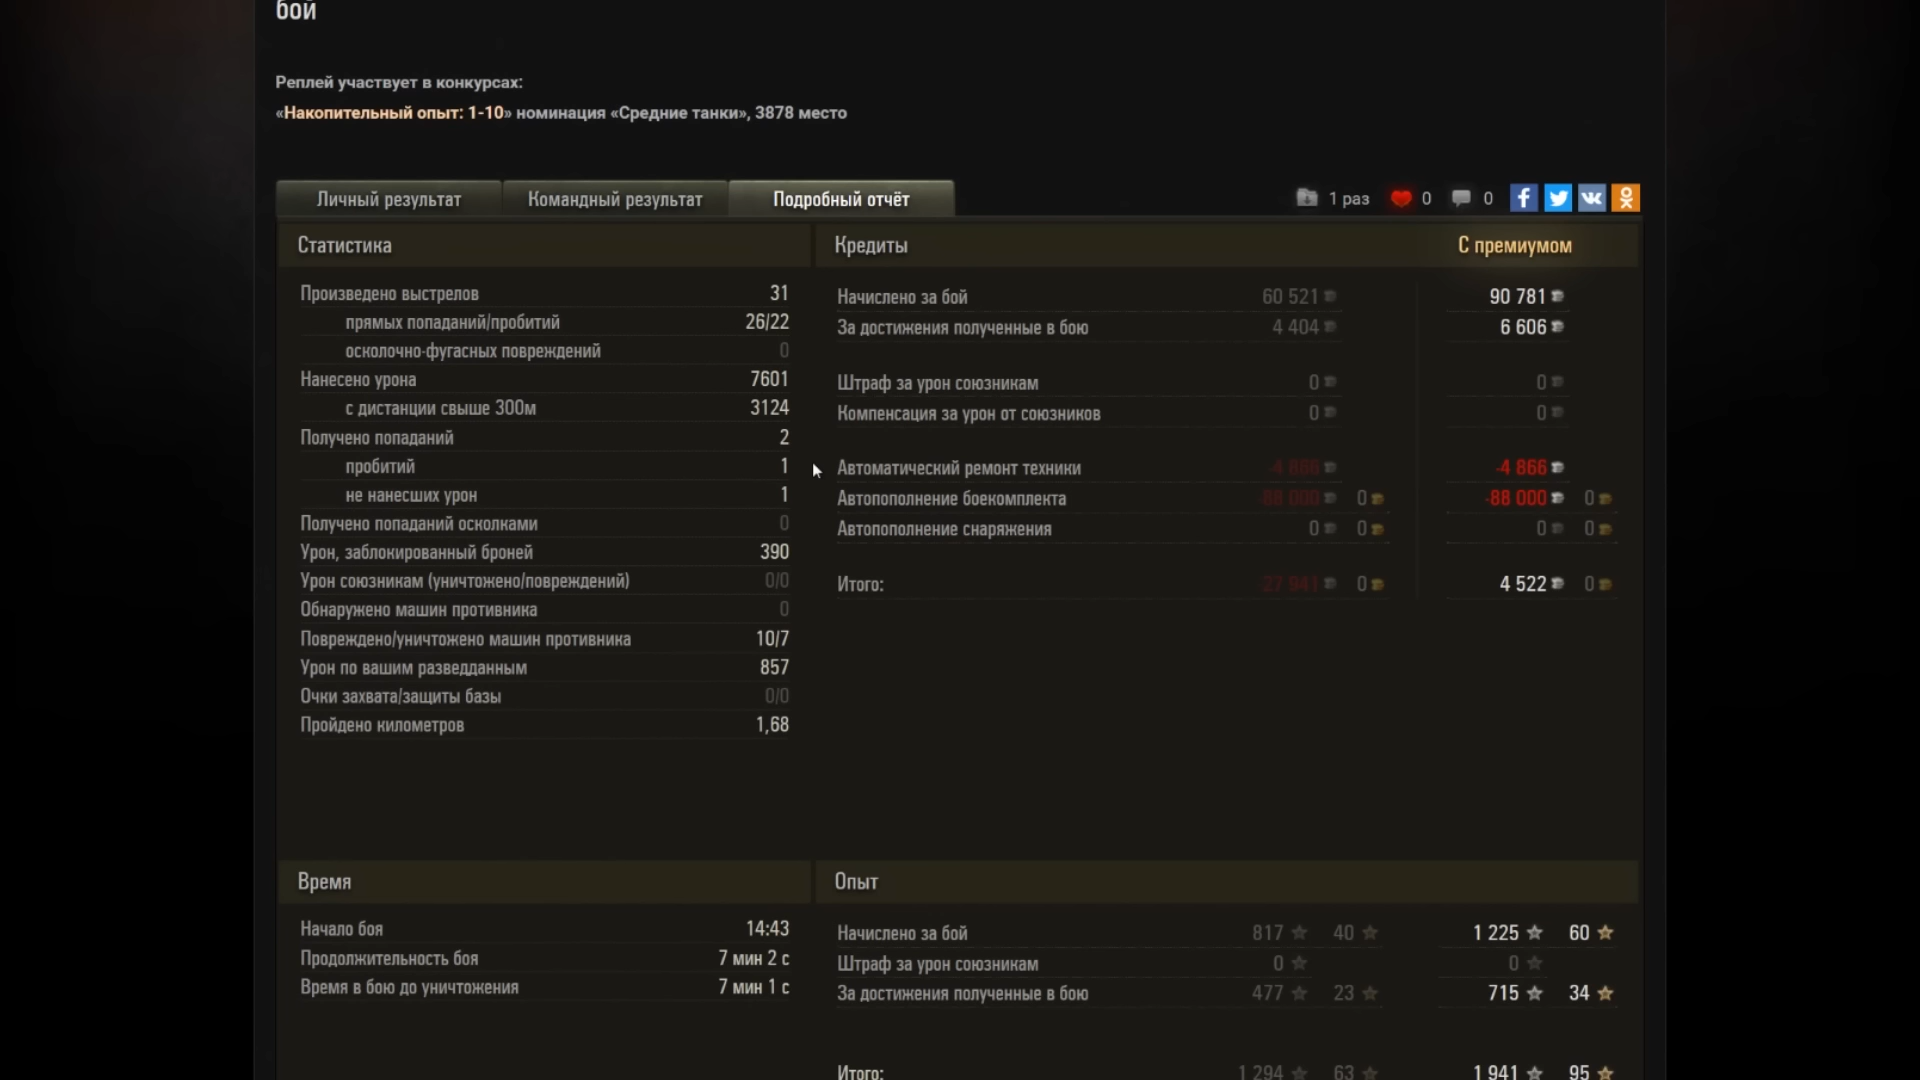 бой
Реплей участвует в конкурсах:
«Накопительный опыт: 1-10» номинация «Средние танки», 3878 место
Личный результат Командный результат Подробный отчёт 1 раз 0 0
Статистика
Произведено выстрелов 31
прямых попаданий/пробитий 26/22
осколочно-фугасных повреждений 0
Нанесено урона 7601
с дистанции свыше 300м 3124
Получено попаданий 2
пробитий 1
не нанесших урон 1
Получено попаданий осколками 0
Урон, заблокированный броней 390
Урон союзникам (уничтожено/повреждений) 0/0
Обнаружено машин противника 0
Повреждено/уничтожено машин противника 10/7
Урон по вашим разведданным 857
Очки захвата/защиты базы 0/0
Пройдено километров 1,68
Кредиты С премиумом
Начислено за бой 60 521 90 781
За достижения полученные в бою 4 404 6 606
Штраф за урон союзникам 0 0
Компенсация за урон от союзников 0 0
Автоматический ремонт техники -4 866 -4 866
Автопополнение боекомплекта -88 000 0 -88 000 0
Автопополнение снаряжения 0 0 0 0
Итого: -27 941 0 4 522 0
Время
Начало боя 14:43
Продолжительность боя 7 мин 2 с
Время в бою до уничтожения 7 мин 1 с
Опыт
Начислено за бой 817 40 1 225 60
Штраф за урон союзникам 0 0
За достижения полученные в бою 477 23 715 34
Итого: 1 294 63 1 941 95